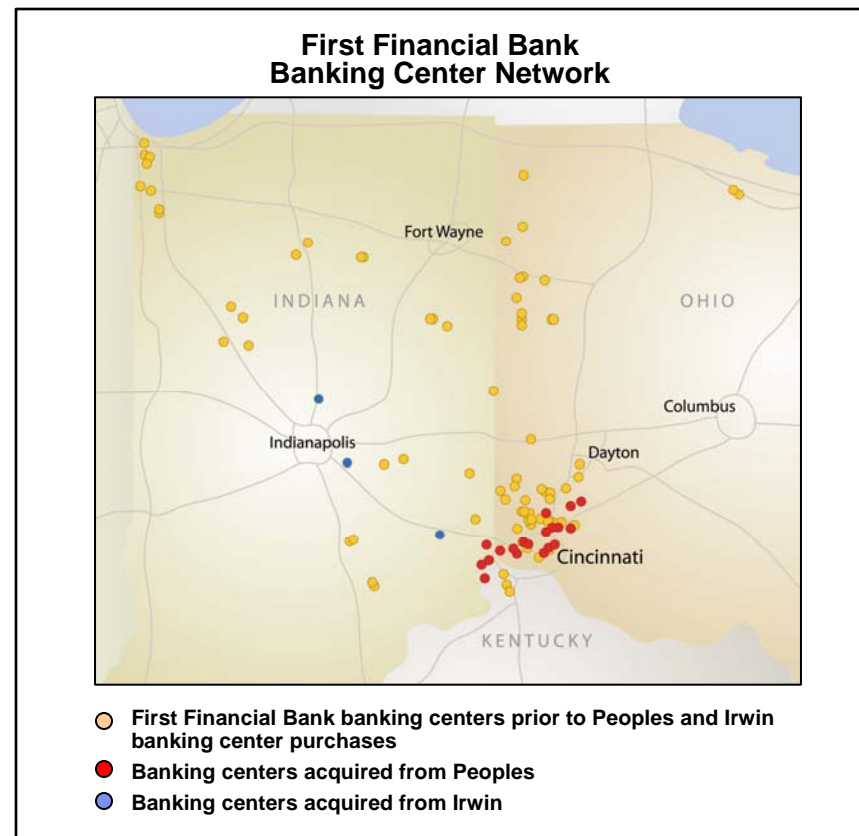 First Financial Bank
Banking Center Network
Fort Wayne
INDIANA
OHIO
Columbus
Indianapolis
Dayton
Cincinnati
KENTUCKY
First Financial Bank banking centers prior to Peoples and Irwin
banking center purchases
Banking centers acquired from Peoples
Banking centers acquired from Irwin